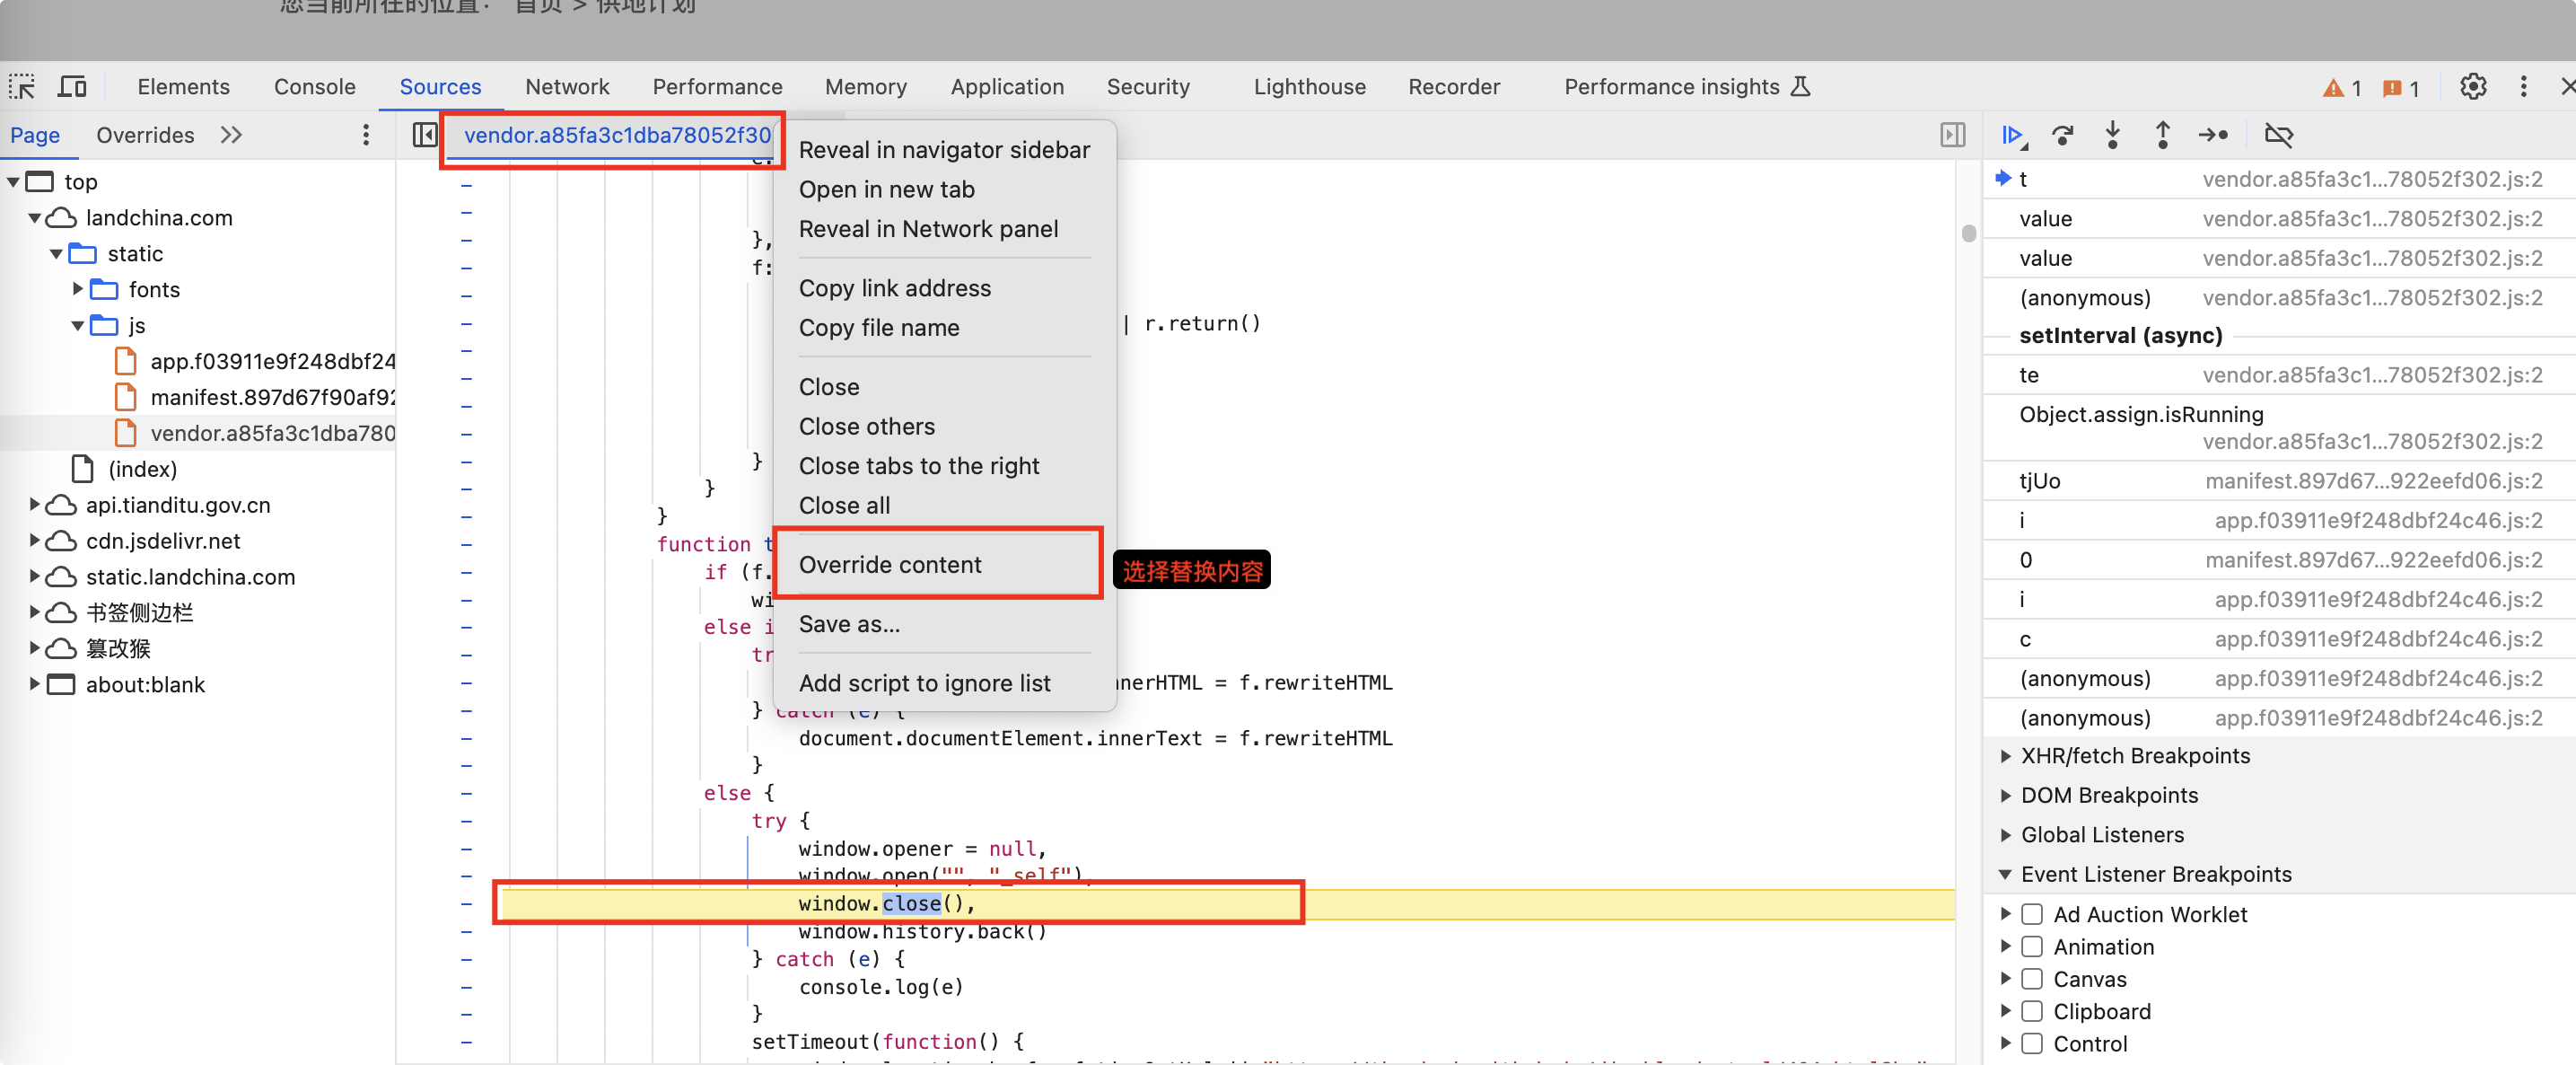 您当前所在的位置： 首页 > 供地计划
Elements Console Sources Network Performance Memory Application Security Lighthouse Recorder Performance insights 1 1
Page Overrides
vendor.a85fa3c1dba78052f30
top
landchina.com
static
fonts
js
app.f03911e9f248dbf24
manifest.897d67f90af92
vendor.a85fa3c1dba780
(index)
api.tianditu.gov.cn
cdn.jsdelivr.net
static.landchina.com
书签侧边栏
篡改猴
about:blank
},
f:
| r.return()
}
}
}
function t
if (f.
wi
else i
tr
nerHTML = f.rewriteHTML
} catch (e) {
document.documentElement.innerText = f.rewriteHTML
}
else {
try {
window.opener = null,
window.open("", "_self"),
window.close(),
window.history.back()
} catch (e) {
console.log(e)
}
setTimeout(function() {
Reveal in navigator sidebar
Open in new tab
Reveal in Network panel
Copy link address
Copy file name
Close
Close others
Close tabs to the right
Close all
Override content
Save as...
Add script to ignore list
选择替换内容
t vendor.a85fa3c1...78052f302.js:2
value vendor.a85fa3c1...78052f302.js:2
value vendor.a85fa3c1...78052f302.js:2
(anonymous) vendor.a85fa3c1...78052f302.js:2
setInterval (async)
te vendor.a85fa3c1...78052f302.js:2
Object.assign.isRunning
vendor.a85fa3c1...78052f302.js:2
tjUo manifest.897d67...922eefd06.js:2
i app.f03911e9f248dbf24c46.js:2
0 manifest.897d67...922eefd06.js:2
i app.f03911e9f248dbf24c46.js:2
c app.f03911e9f248dbf24c46.js:2
(anonymous) app.f03911e9f248dbf24c46.js:2
(anonymous) app.f03911e9f248dbf24c46.js:2
XHR/fetch Breakpoints
DOM Breakpoints
Global Listeners
Event Listener Breakpoints
Ad Auction Worklet
Animation
Canvas
Clipboard
Control